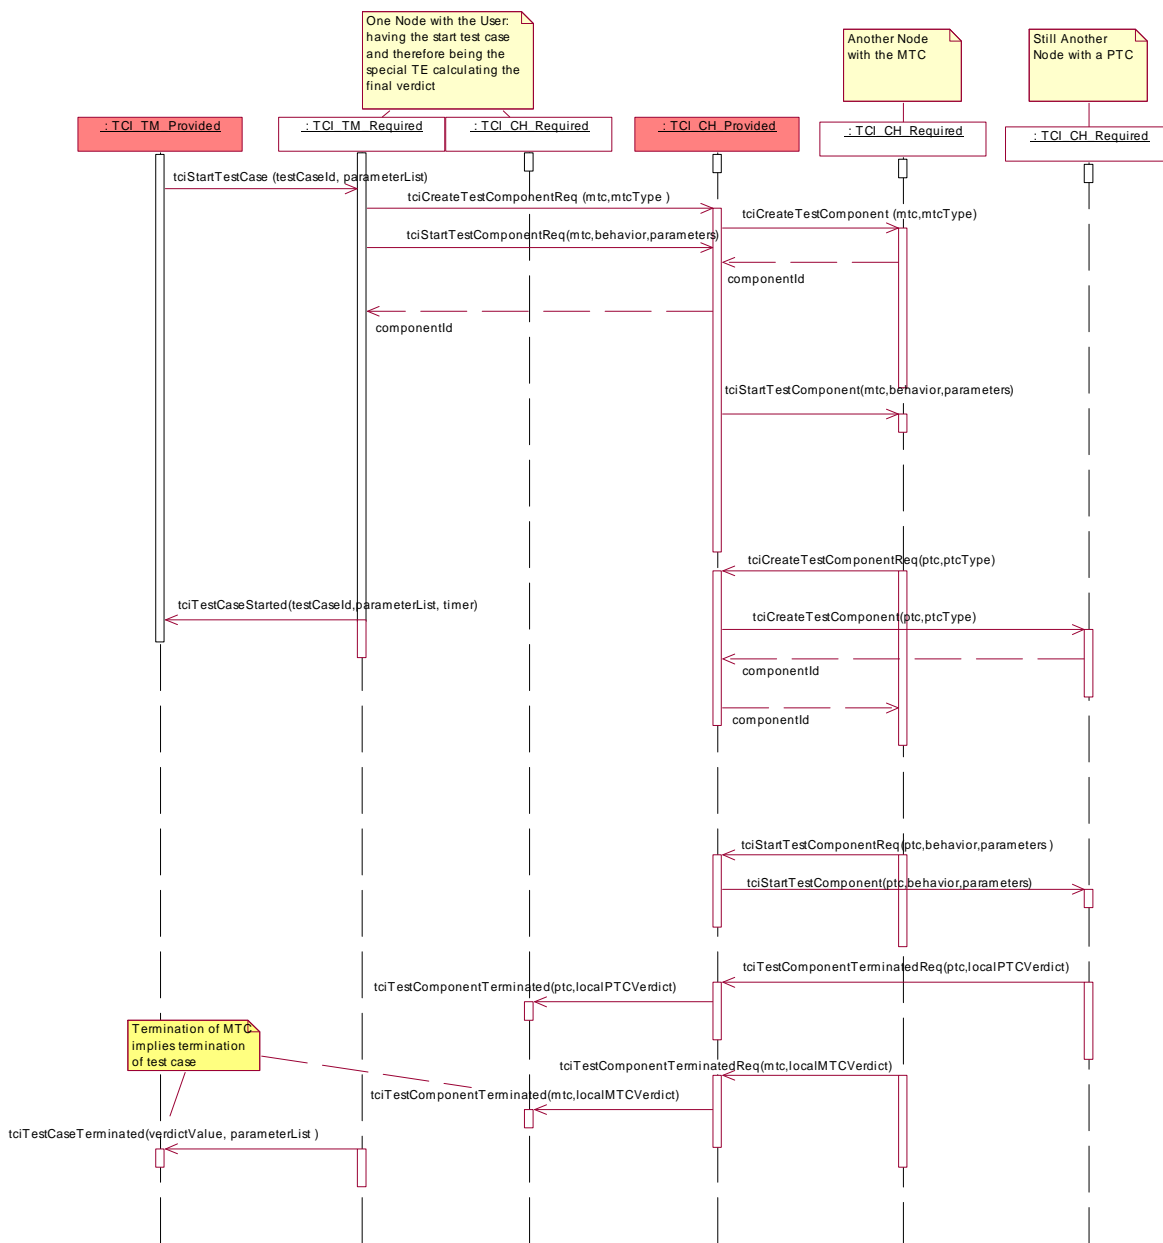 One Node with the User:
having the start test case
and therefore being the
special TE calculating the
final verdict
Another Node
with the MTC
Still Another
Node with a PTC
: TCI_TM_Provided
: TCI_TM_Required
: TCI_CH_Required
: TCI_CH_Provided
: TCI_CH_Required
: TCI_CH_Required
tciStartTestCase (testCaseId, parameterList)
tciCreateTestComponentReq (mtc,mtcType )
tciCreateTestComponent (mtc,mtcType)
tciStartTestComponentReq(mtc,behavior,parameters)
componentId
componentId
tciStartTestComponent(mtc,behavior,parameters)
tciCreateTestComponentReq(ptc,ptcType)
tciTestCaseStarted(testCaseId,parameterList, timer)
tciCreateTestComponent(ptc,ptcType)
componentId
componentId
tciStartTestComponentReq(ptc,behavior,parameters )
tciStartTestComponent(ptc,behavior,parameters)
tciTestComponentTerminatedReq(ptc,localPTCVerdict)
tciTestComponentTerminated(ptc,localPTCVerdict)
Termination of MTC
implies termination
of test case
tciTestComponentTerminatedReq(mtc,localMTCVerdict)
tciTestComponentTerminated(mtc,localMTCVerdict)
tciTestCaseTerminated(verdictValue, parameterList )